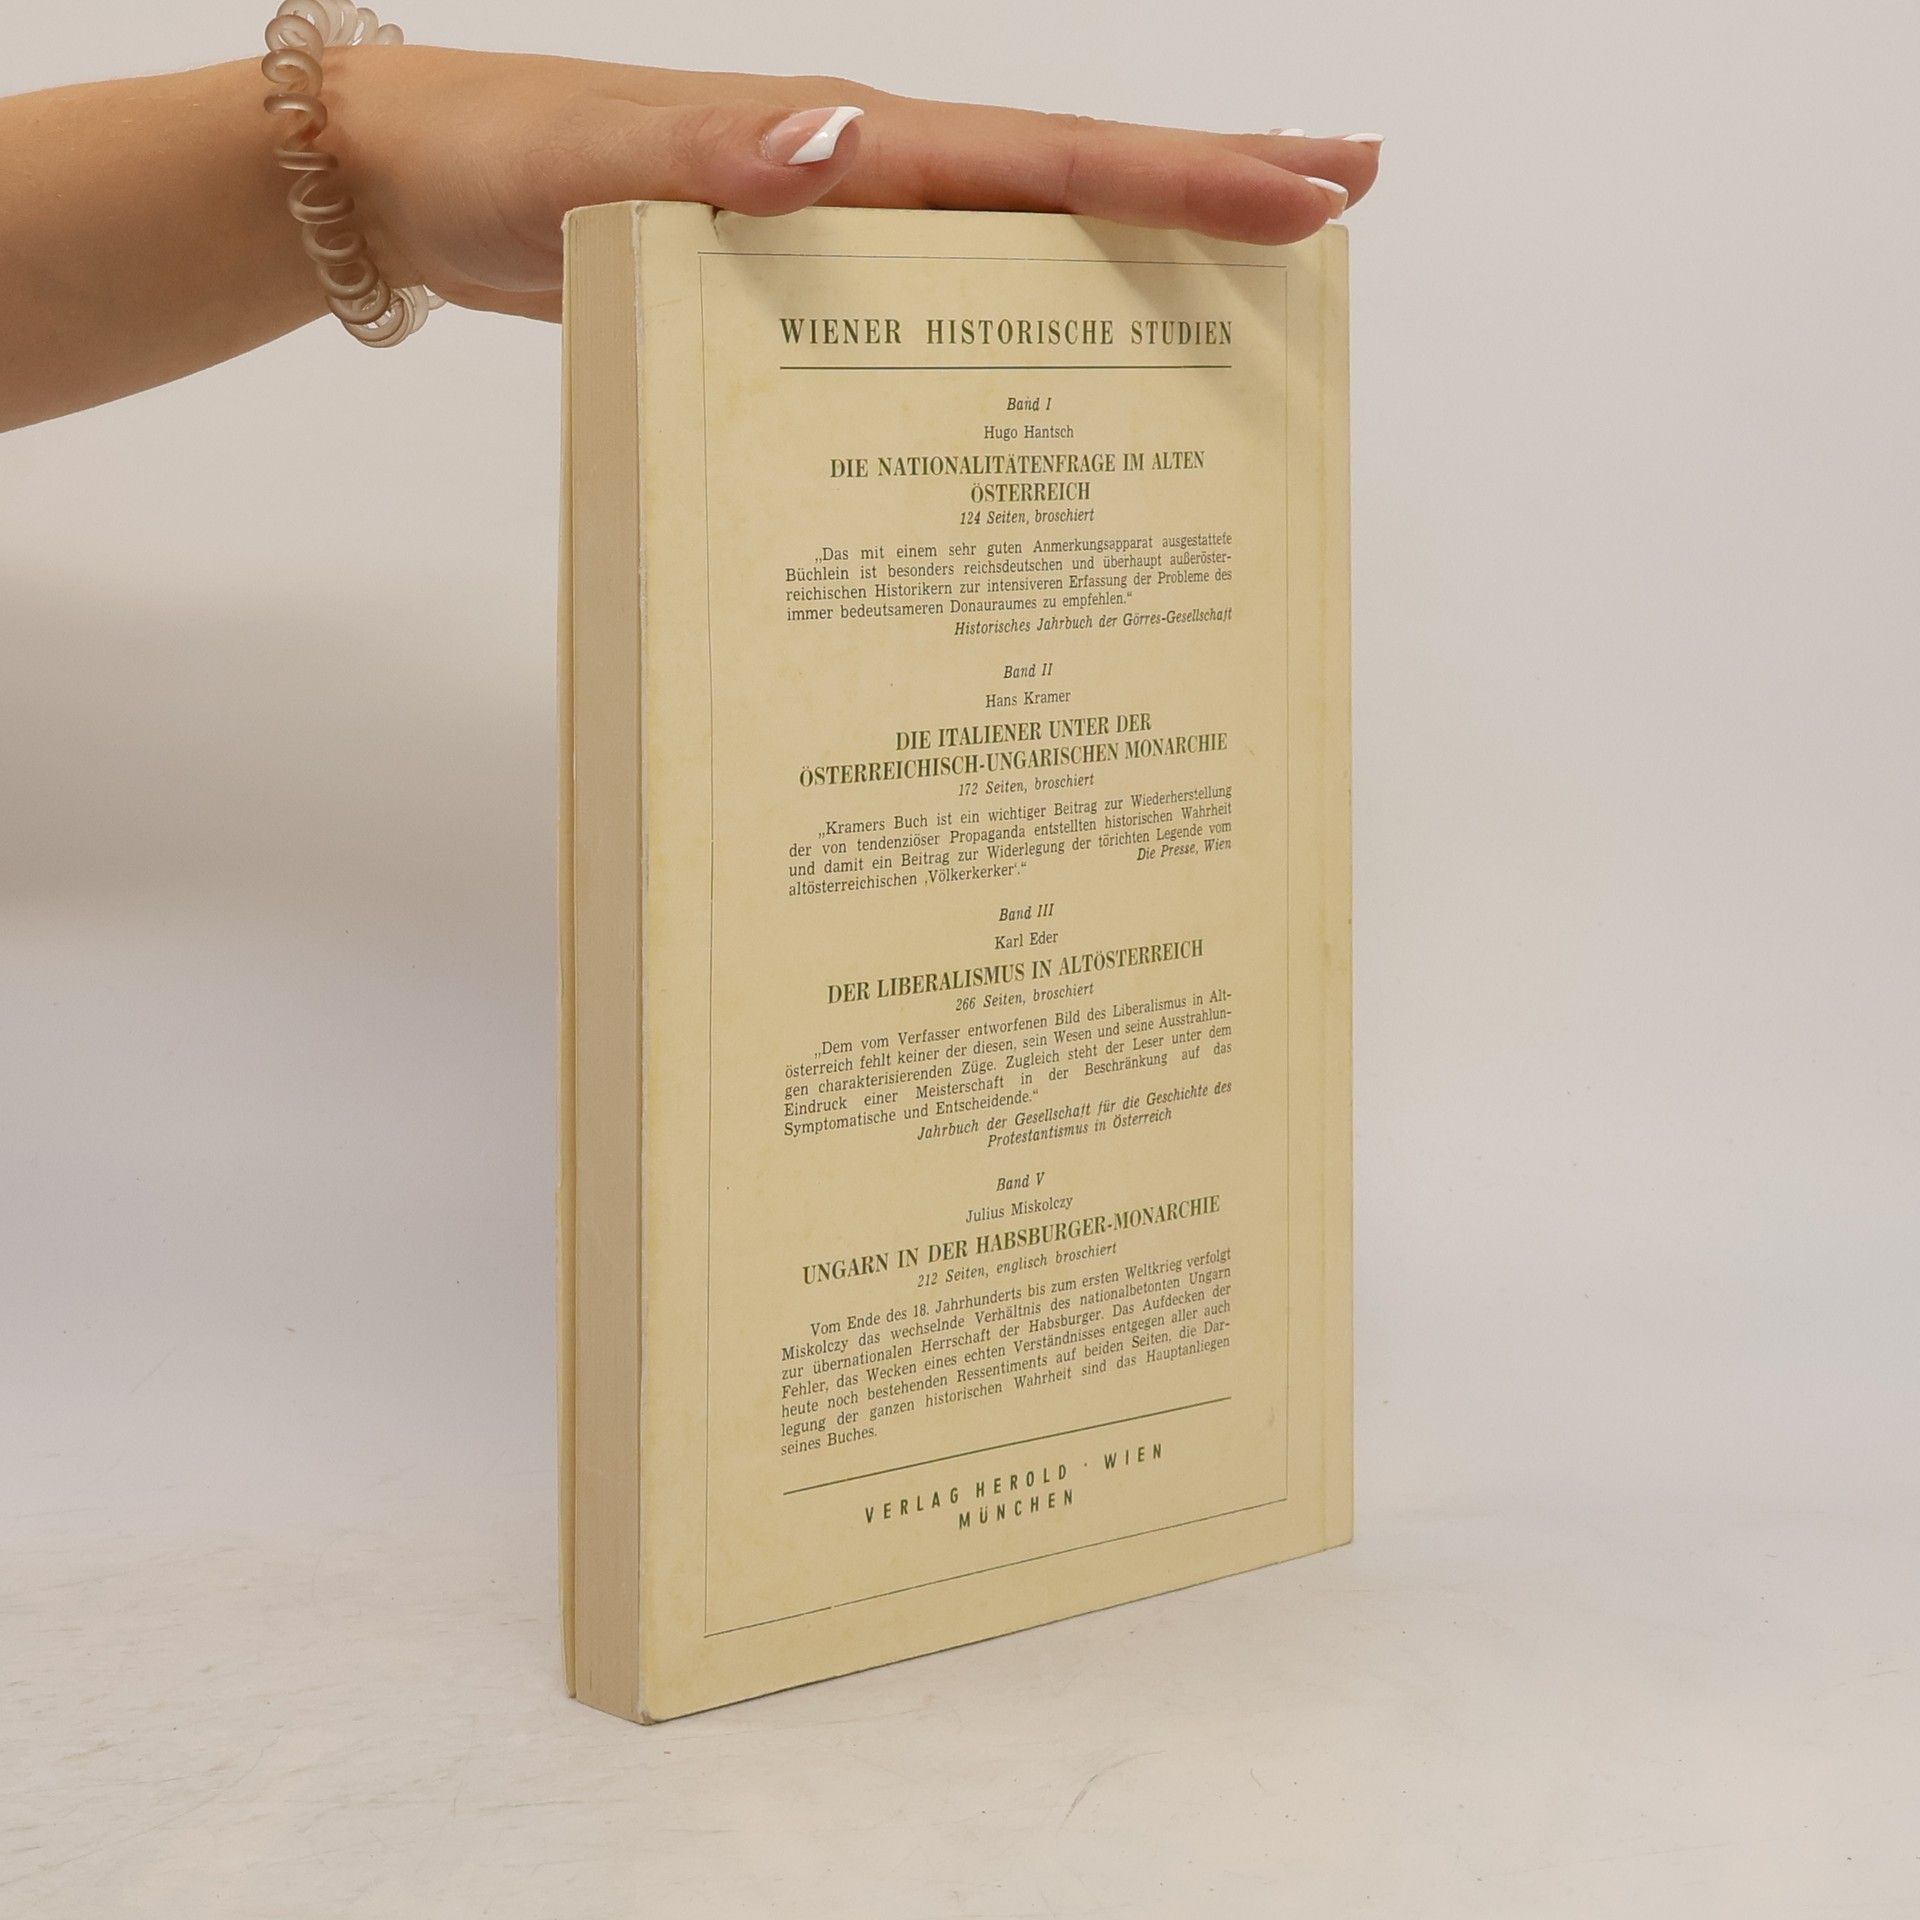 WIENER HISTORISCHE STUDIEN
Band I
Hugo Hantsch
DIE NATIONALITÄTENFRAGE IM ALTEN
ÖSTERREICH
124 Seiten, broschiert
„Das mit einem sehr guten Anmerkungsapparat ausgestattete
Büchlein ist besonders reichsdeutschen und überhaupt außeröster-
reichischen Historikern zur intensiveren Erfassung der Probleme des
immer bedeutsameren Donauraumes zu empfehlen.“
Historisches Jahrbuch der Görres-Gesellschaft
Band II
Hans Kramer
DIE ITALIENER UNTER DER
ÖSTERREICHISCH-UNGARISCHEN MONARCHIE
172 Seiten, broschiert
„Kramers Buch ist ein wichtiger Beitrag zur Wiederherstellung
der von tendenziöser Propaganda entstellten historischen Wahrheit
und damit ein Beitrag zur Widerlegung der törichten Legende vom
altösterreichischen ‚Völkerkerker‘.“
Die Presse, Wien
Band III
Karl Eder
DER LIBERALISMUS IN ALTÖSTERREICH
266 Seiten, broschiert
„Dem vom Verfasser entworfenen Bild des Liberalismus in Alt-
österreich fehlt keiner der diesen, sein Wesen und seine Ausstrahlun-
gen charakterisierenden Züge. Zugleich steht der Leser unter dem
Eindruck einer Meisterschaft in der Beschränkung auf das
Symptomatische und Entscheidende.“
Jahrbuch der Gesellschaft für die Geschichte des
Protestantismus in Österreich
Band V
Julius Miskolczy
UNGARN IN DER HABSBURGER-MONARCHIE
212 Seiten, englisch broschiert
Vom Ende des 18. Jahrhunderts bis zum ersten Weltkrieg verfolgt
Miskolczy das wechselnde Verhältnis des nationalbetonten Ungarn
zur übernationalen Herrschaft der Habsburger. Das Aufdecken der
Fehler, das Wecken eines echten Verständnisses entgegen aller auch
heute noch bestehenden Ressentiments auf beiden Seiten, die Dar-
legung der ganzen historischen Wahrheit sind das Hauptanliegen
seines Buches.
VERLAG HEROLD · WIEN
MÜNCHEN